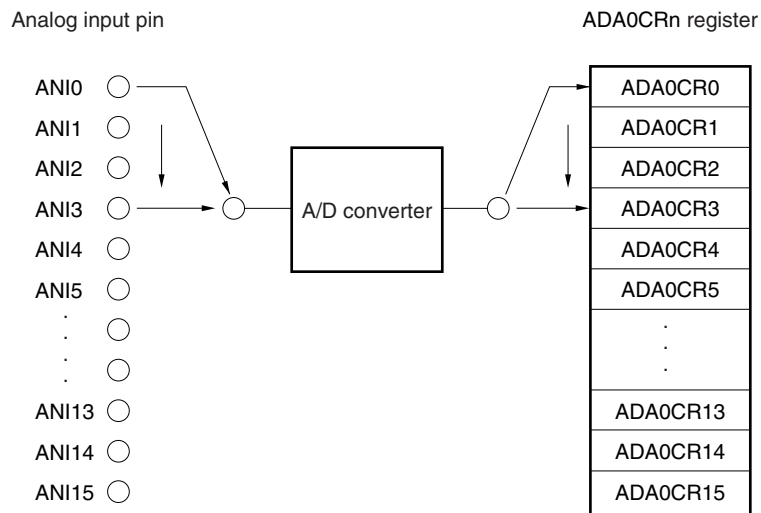 Analog input pin
ADA0CRn register
ANI0
ADA0CR0
ANI1
ADA0CR1
ANI2
ADA0CR2
ANI3
A/D converter
ADA0CR3
ANI4
ADA0CR4
ANI5
ADA0CR5
.
.
.
.
.
.
.
ANI13
ADA0CR13
ANI14
ADA0CR14
ANI15
ADA0CR15